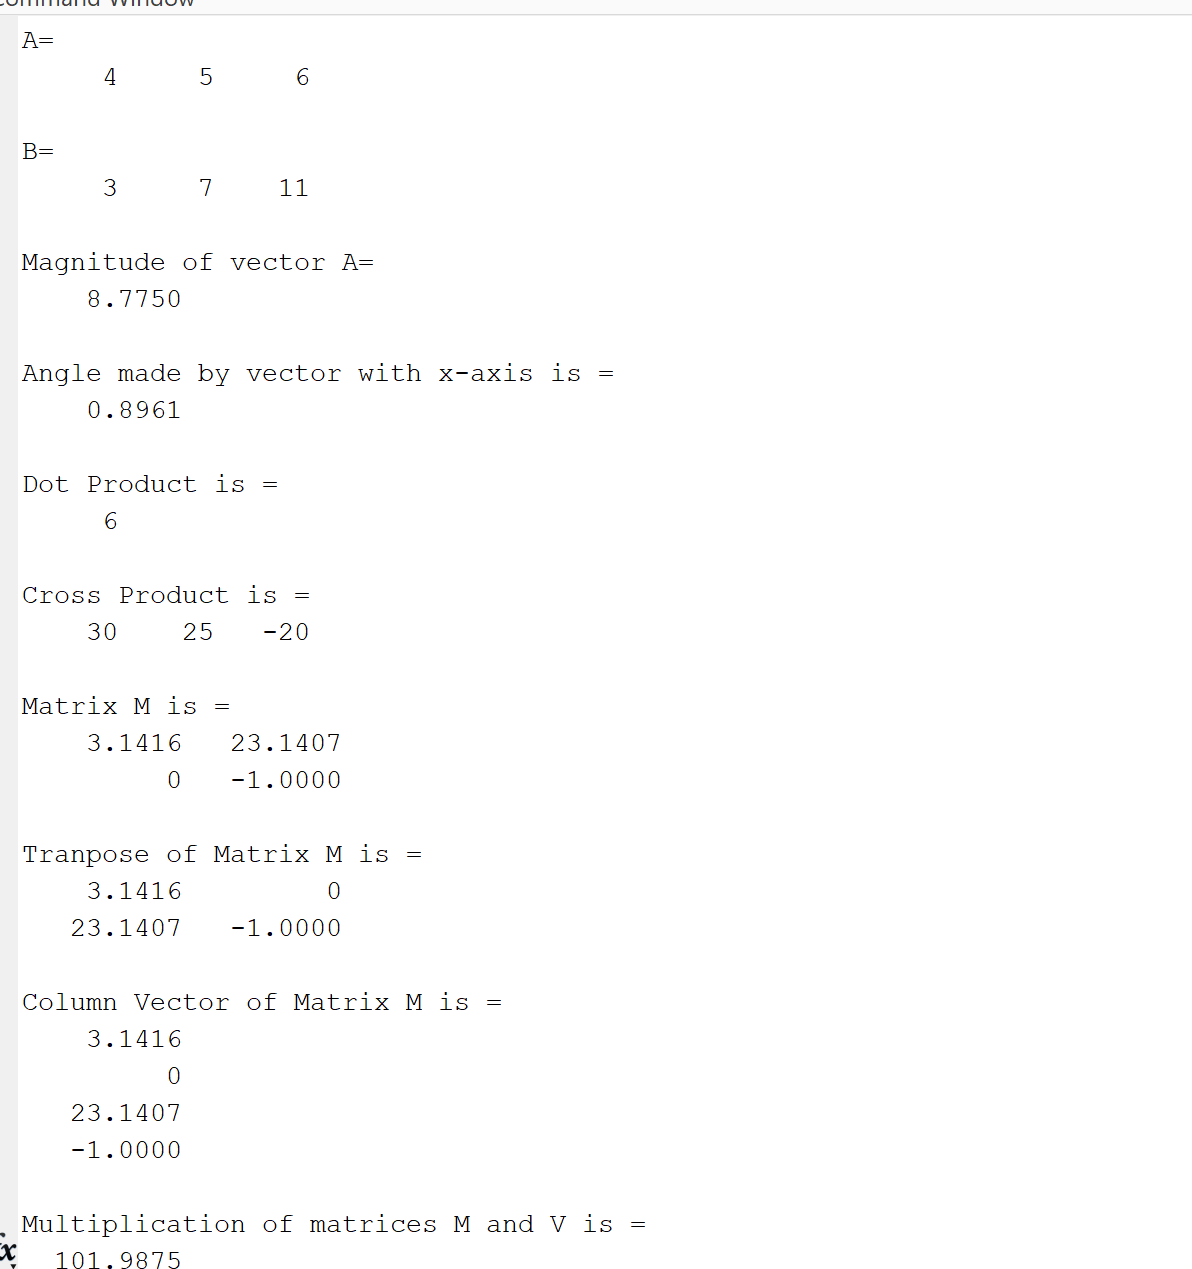 Command Window
A=
4 5 6
B=
3 7 11
Magnitude of vector A=
8.7750
Angle made by vector with x-axis is =
0.8961
Dot Product is =
6
Cross Product is =
30 25 -20
Matrix M is =
3.1416 23.1407
0 -1.0000
Tranpose of Matrix M is =
3.1416 0
23.1407 -1.0000
Column Vector of Matrix M is =
3.1416
0
23.1407
-1.0000
Multiplication of matrices M and V is =
101.9875